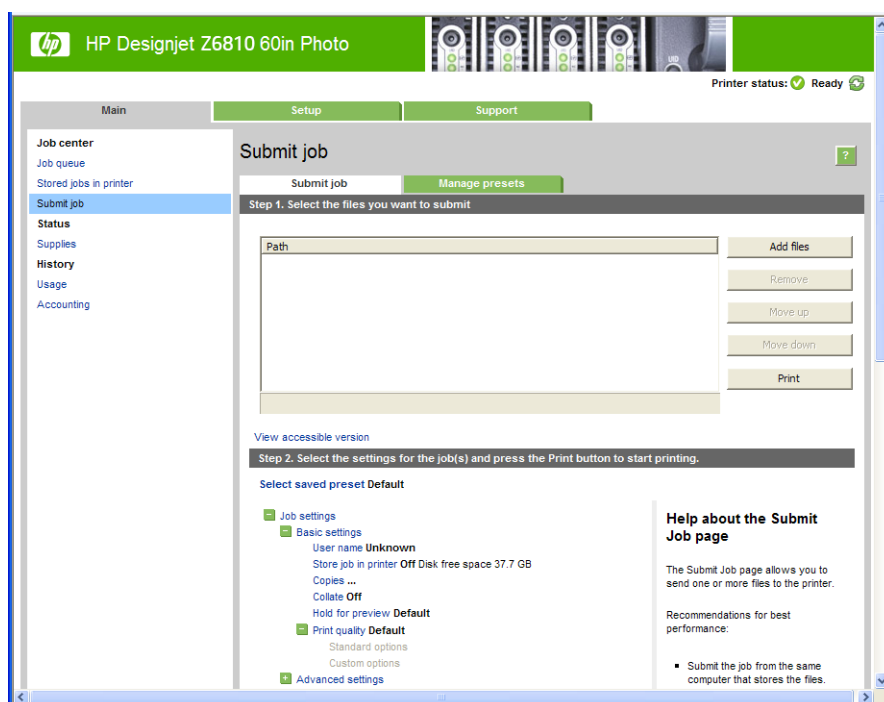 hp HP Designjet Z6810 60in Photo
UID
Printer status: Ready
Main Setup Support
Job center
Job queue
Stored jobs in printer
Submit job
Status
Supplies
History
Usage
Accounting
Submit job
?
Submit job Manage presets
Step 1. Select the files you want to submit
Path
Add files
Remove
Move up
Move down
Print
View accessible version
Step 2. Select the settings for the job(s) and press the Print button to start printing.
Select saved preset Default
Job settings
Basic settings
User name Unknown
Store job in printer Off Disk free space 37.7 GB
Copies ...
Collate Off
Hold for preview Default
Print quality Default
Standard options
Custom options
Advanced settings
Help about the Submit
Job page
The Submit Job page allows you to
send one or more files to the printer.
Recommendations for best
performance:
Submit the job from the same
computer that stores the files.